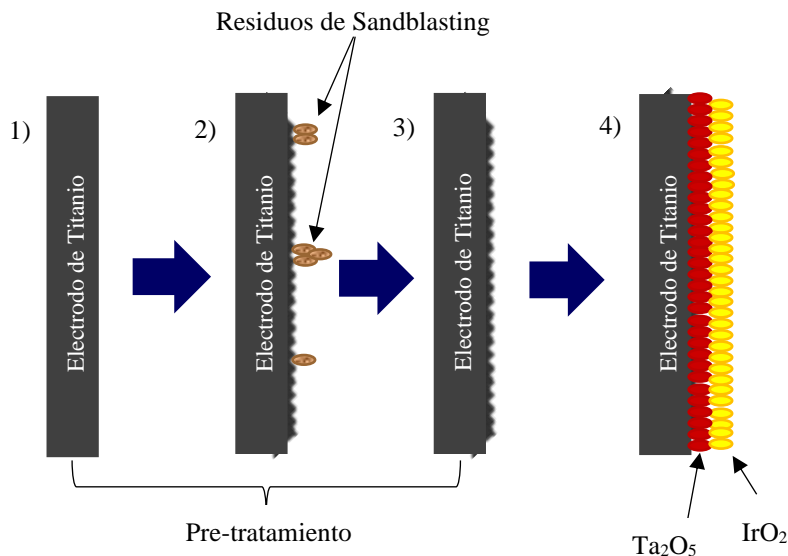 Residuos de Sandblasting
1)
Electrodo de Titanio
2)
Electrodo de Titanio
3)
Electrodo de Titanio
4)
Electrodo de Titanio
Pre-tratamiento
Ta₂O₅
IrO₂